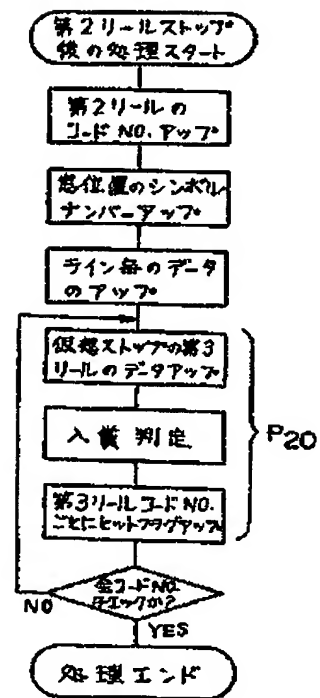 第2リールストップ
後の処理スタート
第2リールの
コードNO.アップ
窓位置のシンボル
ナンバーアップ
ライン毎のデータ
のアップ
仮想ストップの第3
リールのデータアップ
入賞判定
第3リールコードNO.
ごとにヒットフラグアップ
P20
全コードNO.
チェックか?
NO
YES
処理エンド